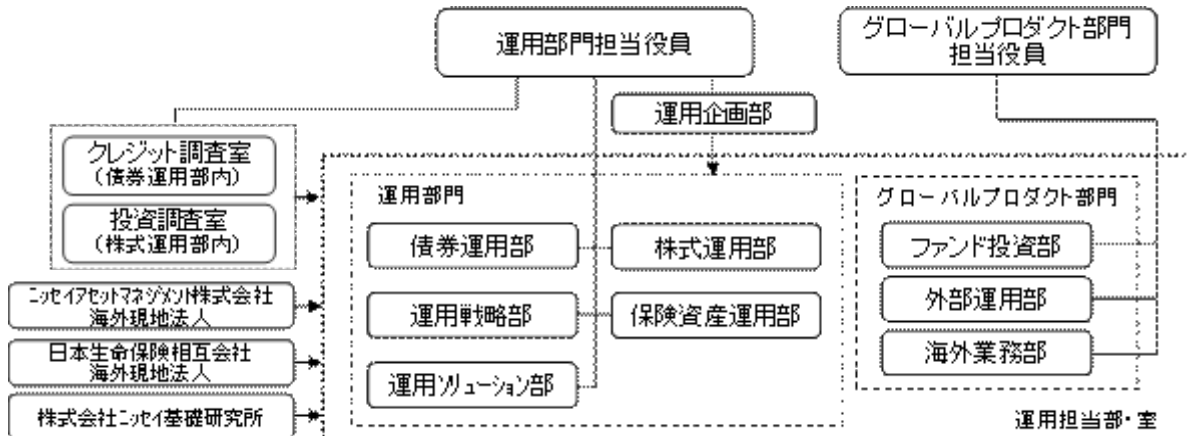 運用部門担当役員
グローバルプロダクト部門
担当役員
運用企画部
クレジット調査室
(債券運用部内)
投資調査室
(株式運用部内)
運用部門
債券運用部
株式運用部
運用戦略部
保険資産運用部
運用ソリューション部
グローバルプロダクト部門
ファンド投資部
外部運用部
海外業務部
ニッセイアセットマネジメント株式会社
海外現地法人
日本生命保険相互会社
海外現地法人
株式会社ニッセイ基礎研究所
運用担当部・室